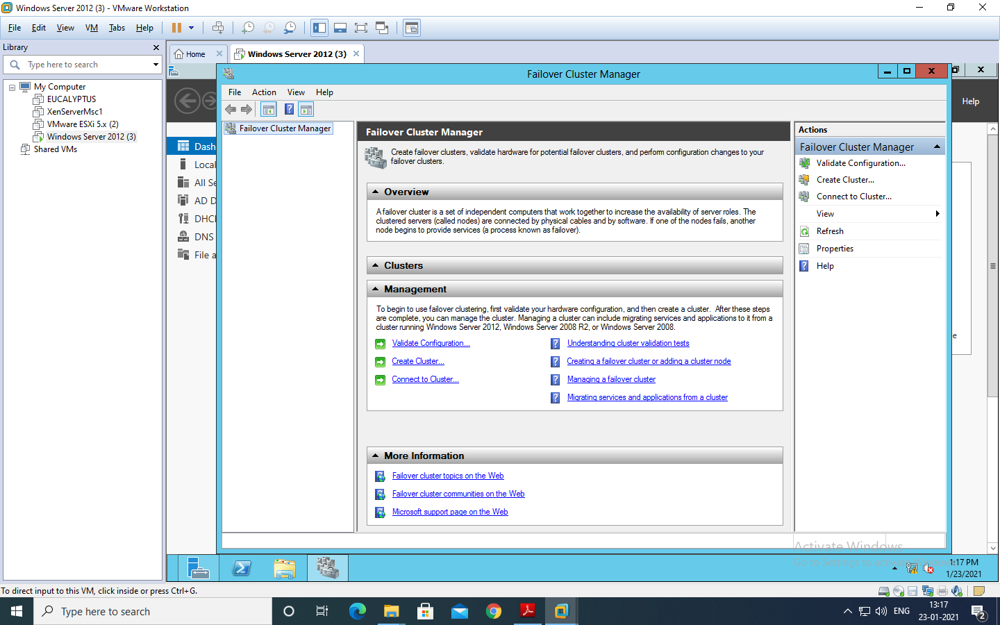 Windows Server 2012 (3) - VMware Workstation
File Edit View VM Tabs Help
Library
Type here to search
My Computer
EUCALYPTUS
XenServerMsc1
VMware ESXi 5.x (2)
Windows Server 2012 (3)
Shared VMs
Home
Windows Server 2012 (3)
Help
Dash
Local
All Se
AD D
DHC
DNS
File a
e
Failover Cluster Manager
File Action View Help
Failover Cluster Manager
Failover Cluster Manager
Create failover clusters, validate hardware for potential failover clusters, and perform configuration changes to your
failover clusters.
Overview
A failover cluster is a set of independent computers that work together to increase the availability of server roles. The
clustered servers (called nodes) are connected by physical cables and by software. If one of the nodes fails, another
node begins to provide services (a process known as failover).
Clusters
Management
To begin to use failover clustering, first validate your hardware configuration, and then create a cluster. After these steps
are complete, you can manage the cluster. Managing a cluster can include migrating services and applications to it from a
cluster running Windows Server 2012, Windows Server 2008 R2, or Windows Server 2008.
Validate Configuration...
Create Cluster...
Connect to Cluster...
Understanding cluster validation tests
Creating a failover cluster or adding a cluster node
Managing a failover cluster
Migrating services and applications from a cluster
More Information
Failover cluster topics on the Web
Failover cluster communities on the Web
Microsoft support page on the Web
Actions
Failover Cluster Manager
Validate Configuration...
Create Cluster...
Connect to Cluster...
View
Refresh
Properties
Help
Activate Windows
Go to Settings to activate Windows.
1:17 PM
1/23/2021
To direct input to this VM, click inside or press Ctrl+G.
Type here to search
ENG
13:17
23-01-2021
2